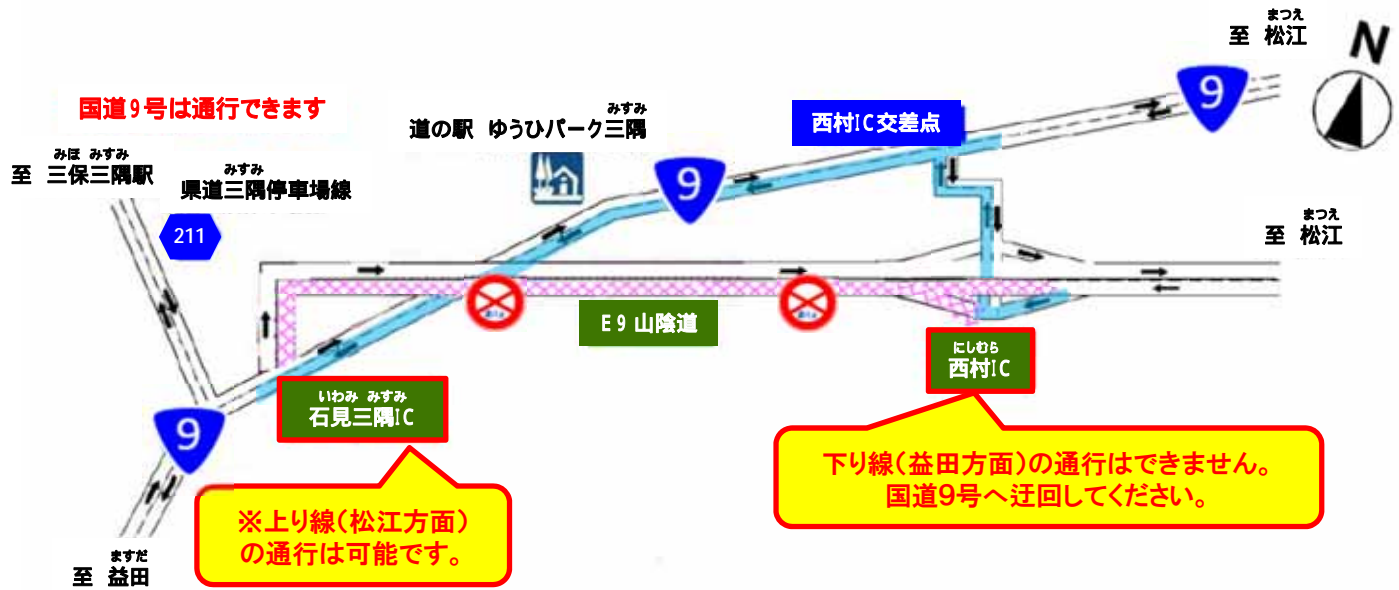 まつえ
至 松江
N
9
国道9号は通行できます
みすみ
道の駅 ゆうひパーク三隅
西村IC交差点
みほ みすみ
至 三保三隅駅
みすみ
県道三隅停車場線
211
9
まつえ
至 松江
E9 山陰道
にしむら
西村IC
いわみ みすみ
石見三隅IC
9
下り線(益田方面)の通行はできません。
国道9号へ迂回してください。
※上り線(松江方面)
の通行は可能です。
ますだ
至 益田